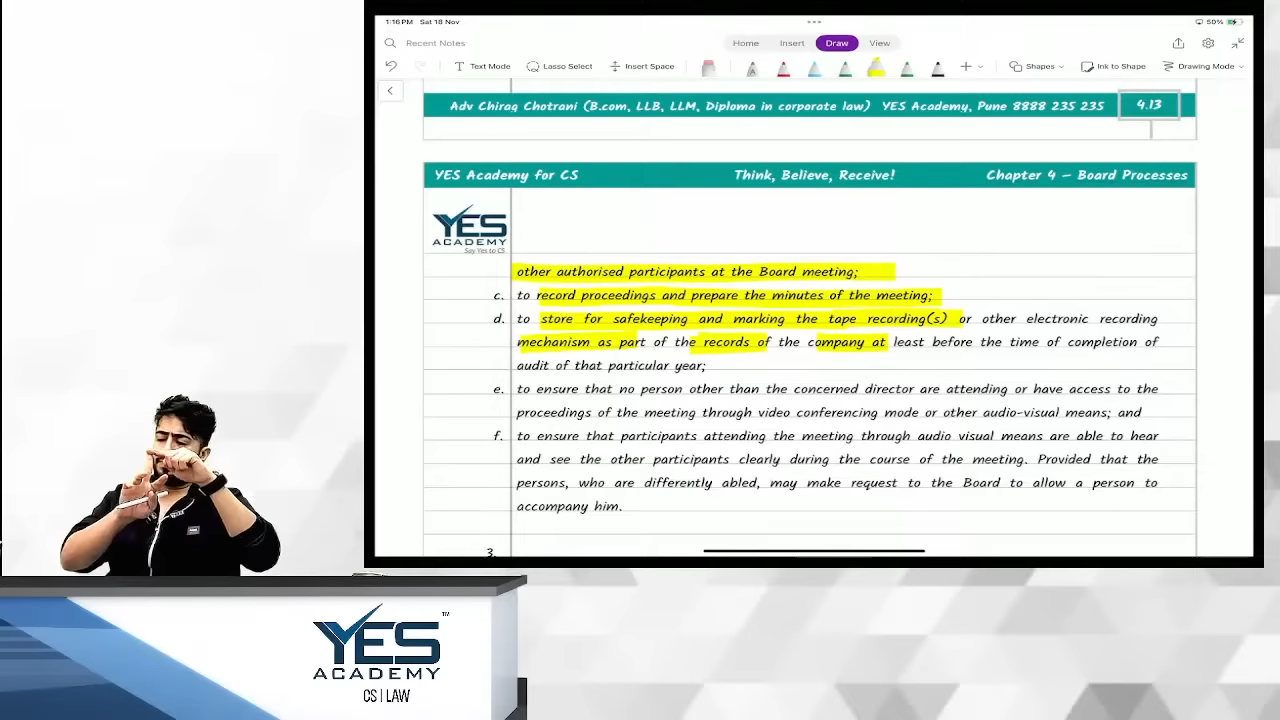 1:16 PM Sat 18 Nov
50%
Recent Notes
Home Insert Draw View
Text Mode Lasso Select Insert Space Shapes Ink to Shape Drawing Mode
Adv Chirag Chotrani (B.com, LLB, LLM, Diploma in corporate law) YES Academy, Pune 8888 235 235 4.13
YES Academy for CS Think, Believe, Receive! Chapter 4 – Board Processes
YES
ACADEMY
Say Yes to CS
other authorised participants at the Board meeting;
c. to record proceedings and prepare the minutes of the meeting;
d. to store for safekeeping and marking the tape recording(s) or other electronic recording
mechanism as part of the records of the company at least before the time of completion of
audit of that particular year;
e. to ensure that no person other than the concerned director are attending or have access to the
proceedings of the meeting through video conferencing mode or other audio-visual means; and
f. to ensure that participants attending the meeting through audio visual means are able to hear
and see the other participants clearly during the course of the meeting. Provided that the
persons, who are differently abled, may make request to the Board to allow a person to
accompany him.
3.
YES™
ACADEMY
CS | LAW